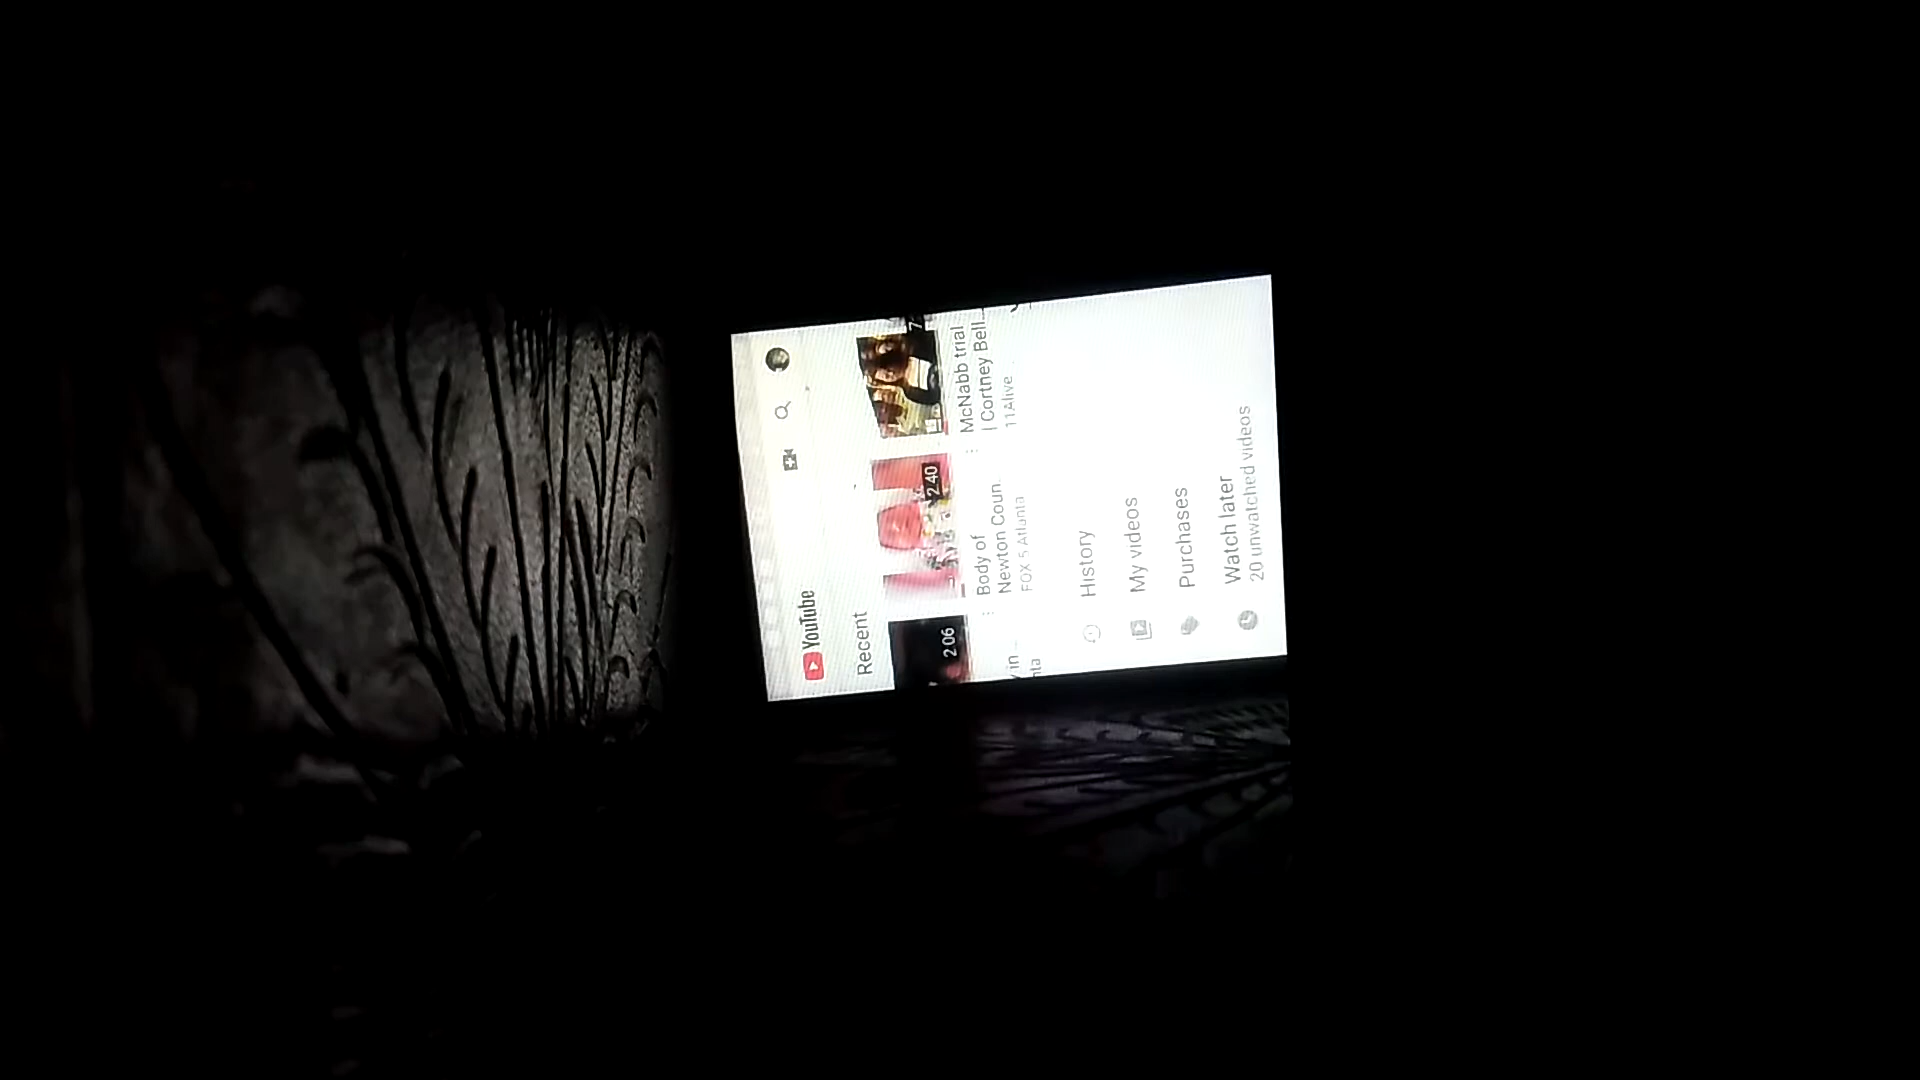 YouTube
Recent
2:06
in ...
2:40
Body of
Newton Coun...
FOX 5 Atlanta
McNabb trial
| Cortney Bell...
11Alive
History
My videos
Purchases
Watch later
20 unwatched videos